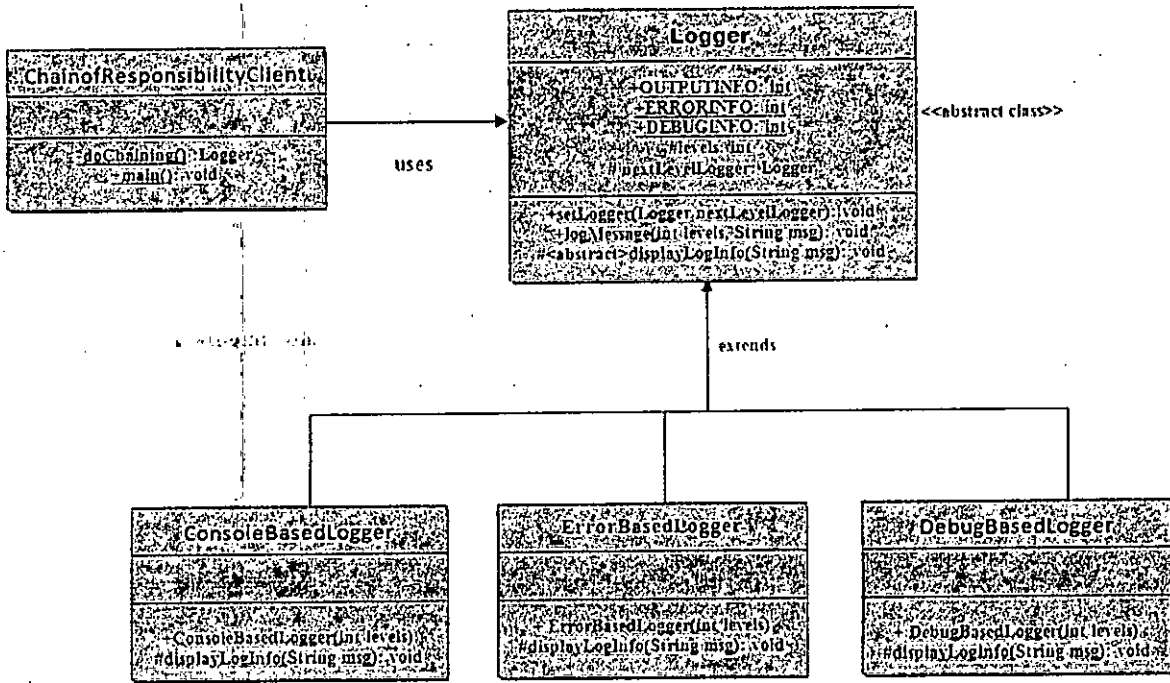 ChainofResponsibilityClient
-doChaining(): Logger
+main(): void
uses
Logger
+OUTPUTINFO: int
+ERRORINFO: int
+DEBUGINFO: int
#levels: int
#nextLevelLogger: Logger
+setLogger(Logger nextLevelLogger): void
+logMessage(int levels, String msg): void
#<abstract>displayLogInfo(String msg): void
<<abstract class>>
extends
ConsoleBasedLogger
+ConsoleBasedLogger(int levels)
#displayLogInfo(String msg): void
ErrorBasedLogger
+ ErrorBasedLogger(int levels)
#displayLogInfo(String msg): void
DebugBasedLogger
+ DebugBasedLogger(int levels)
#displayLogInfo(String msg): void